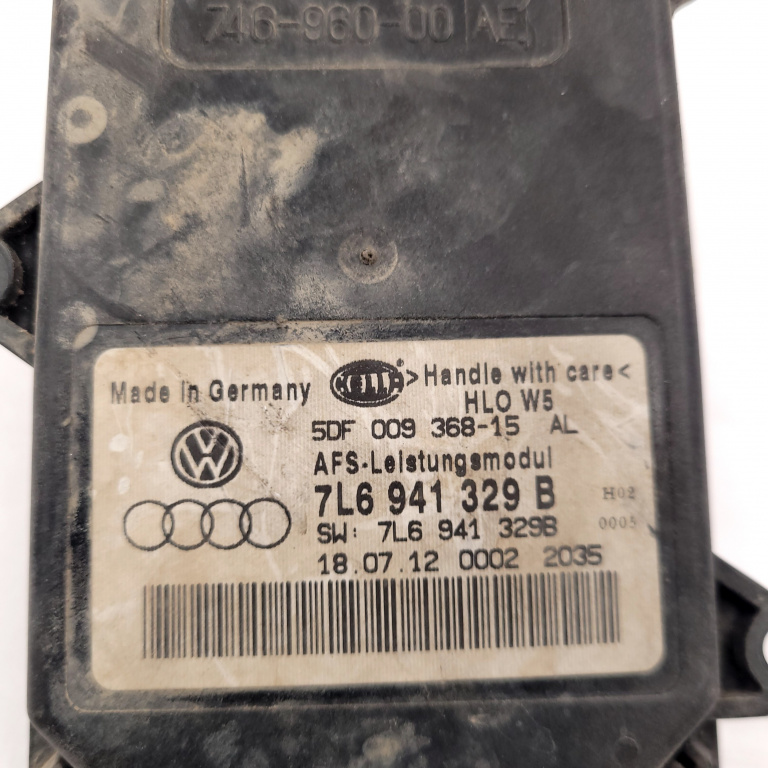 746-960-00 AE
Made in Germany HELLA ® >Handle with care<
HLO W5
5DF 009 368-15 AL
AFS-Leistungsmodul
7L6 941 329 B H02
SW: 7L6 941 329B 0005
18.07.12 0002 2035